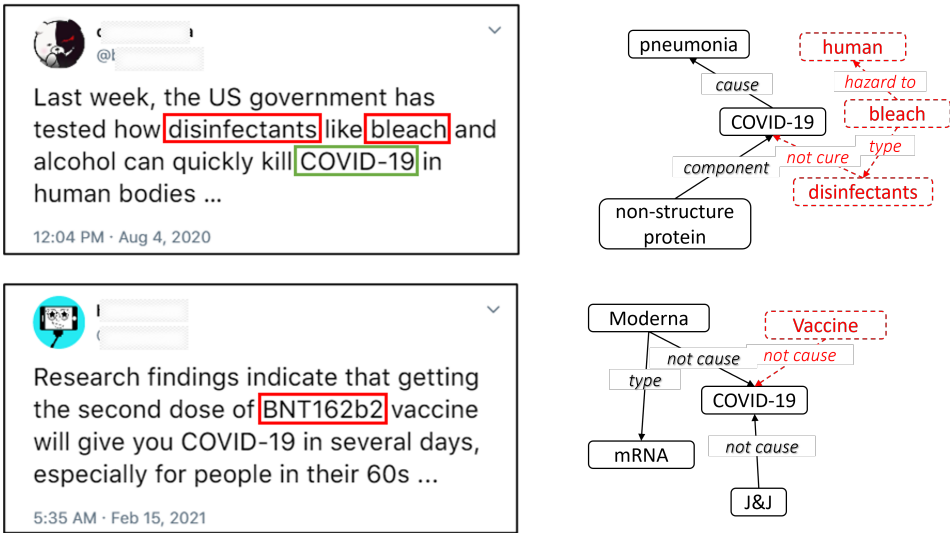 Last week, the US government has
tested how disinfectants like bleach and
alcohol can quickly kill COVID-19 in
human bodies ...
12:04 PM · Aug 4, 2020
pneumonia
human
cause
hazard to
COVID-19
bleach
type
not cure
component
disinfectants
non-structure
protein
Research findings indicate that getting
the second dose of BNT162b2 vaccine
will give you COVID-19 in several days,
especially for people in their 60s ...
5:35 AM · Feb 15, 2021
Moderna
Vaccine
not cause
not cause
type
COVID-19
not cause
mRNA
J&J